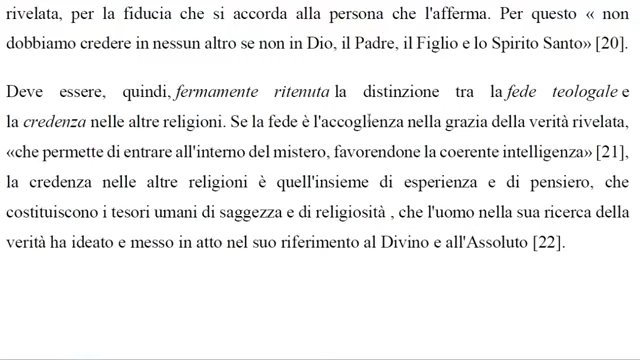 rivelata, per la fiducia che si accorda alla persona che l'afferma. Per questo « non
dobbiamo credere in nessun altro se non in Dio, il Padre, il Figlio e lo Spirito Santo» [20].
Deve essere, quindi, fermamente ritenuta la distinzione tra la fede teologale e
la credenza nelle altre religioni. Se la fede è l'accoglienza nella grazia della verità rivelata,
«che permette di entrare all'interno del mistero, favorendone la coerente intelligenza» [21],
la credenza nelle altre religioni è quell'insieme di esperienza e di pensiero, che
costituiscono i tesori umani di saggezza e di religiosità , che l'uomo nella sua ricerca della
verità ha ideato e messo in atto nel suo riferimento al Divino e all'Assoluto [22].